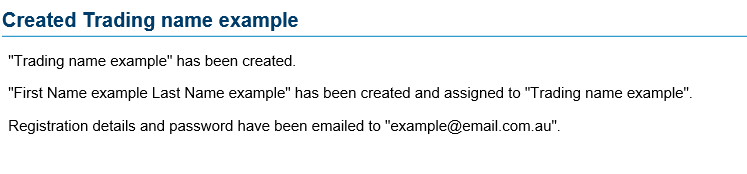 Created Trading name example
"Trading name example" has been created.
"First Name example Last Name example" has been created and assigned to "Trading name example".
Registration details and password have been emailed to "example@email.com.au".